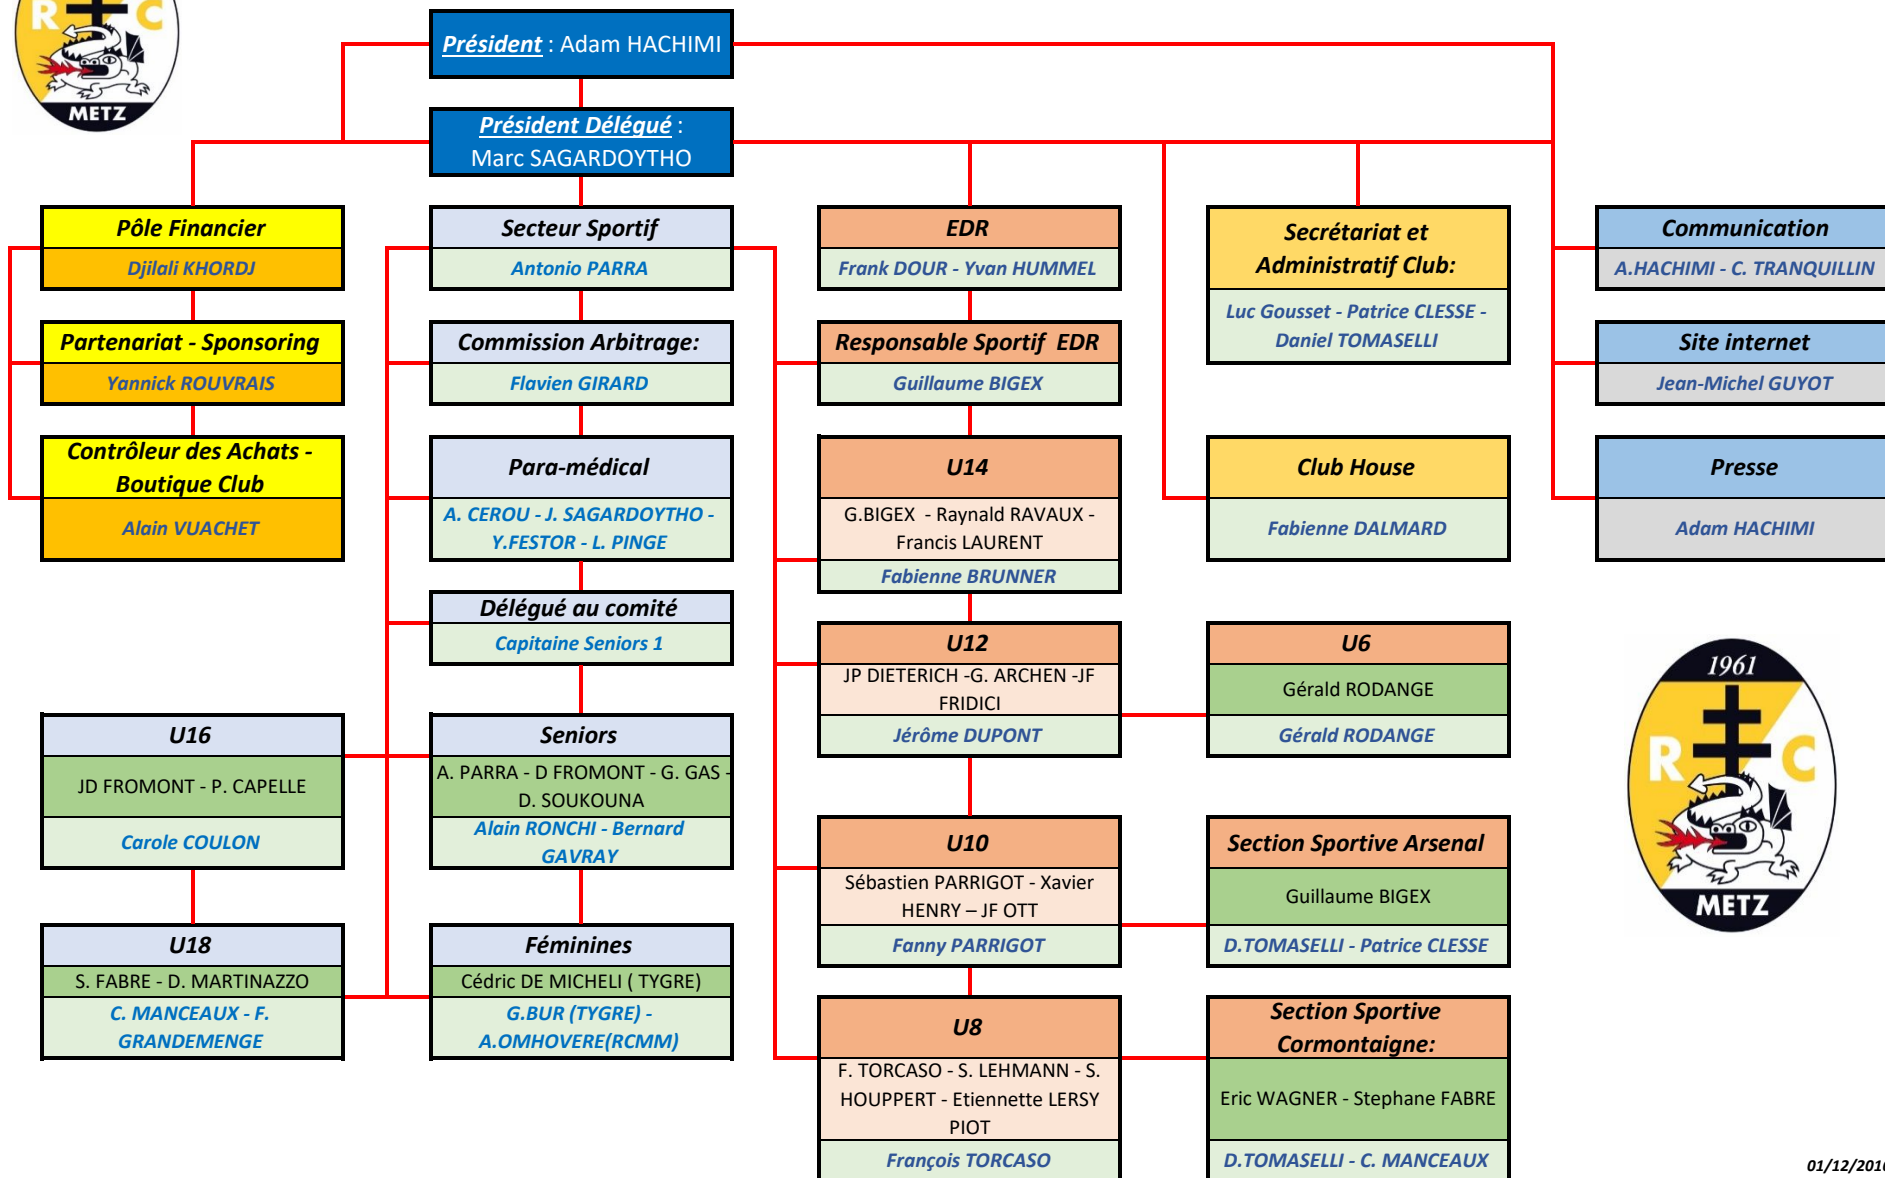 R C
METZ
Président : Adam HACHIMI
Président Délégué :
Marc SAGARDOYTHO
Pôle Financier
Djilali KHORDJ
Partenariat - Sponsoring
Yannick ROUVRAIS
Contrôleur des Achats -
Boutique Club
Alain VUACHET
Secteur Sportif
Antonio PARRA
Commission Arbitrage:
Flavien GIRARD
Para-médical
A. CEROU - J. SAGARDOYTHO -
Y.FESTOR - L. PINGE
Délégué au comité
Capitaine Seniors 1
U16
JD FROMONT - P. CAPELLE
Carole COULON
Seniors
A. PARRA - D FROMONT - G. GAS -
D. SOUKOUNA
Alain RONCHI - Bernard
GAVRAY
U18
S. FABRE - D. MARTINAZZO
C. MANCEAUX - F.
GRANDEMENGE
Féminines
Cédric DE MICHELI ( TYGRE)
G.BUR (TYGRE) -
A.OMHOVERE(RCMM)
EDR
Frank DOUR - Yvan HUMMEL
Responsable Sportif EDR
Guillaume BIGEX
U14
G.BIGEX - Raynald RAVAUX -
Francis LAURENT
Fabienne BRUNNER
U12
JP DIETERICH -G. ARCHEN -JF
FRIDICI
Jérôme DUPONT
U10
Sébastien PARRIGOT - Xavier
HENRY – JF OTT
Fanny PARRIGOT
U8
F. TORCASO - S. LEHMANN - S.
HOUPPERT - Etiennette LERSY
PIOT
François TORCASO
Secrétariat et
Administratif Club:
Luc Gousset - Patrice CLESSE -
Daniel TOMASELLI
Club House
Fabienne DALMARD
U6
Gérald RODANGE
Gérald RODANGE
Section Sportive Arsenal
Guillaume BIGEX
D.TOMASELLI - Patrice CLESSE
Section Sportive
Cormontaigne:
Eric WAGNER - Stephane FABRE
D.TOMASELLI - C. MANCEAUX
Communication
A.HACHIMI - C. TRANQUILLIN
Site internet
Jean-Michel GUYOT
Presse
Adam HACHIMI
1961
R C
METZ